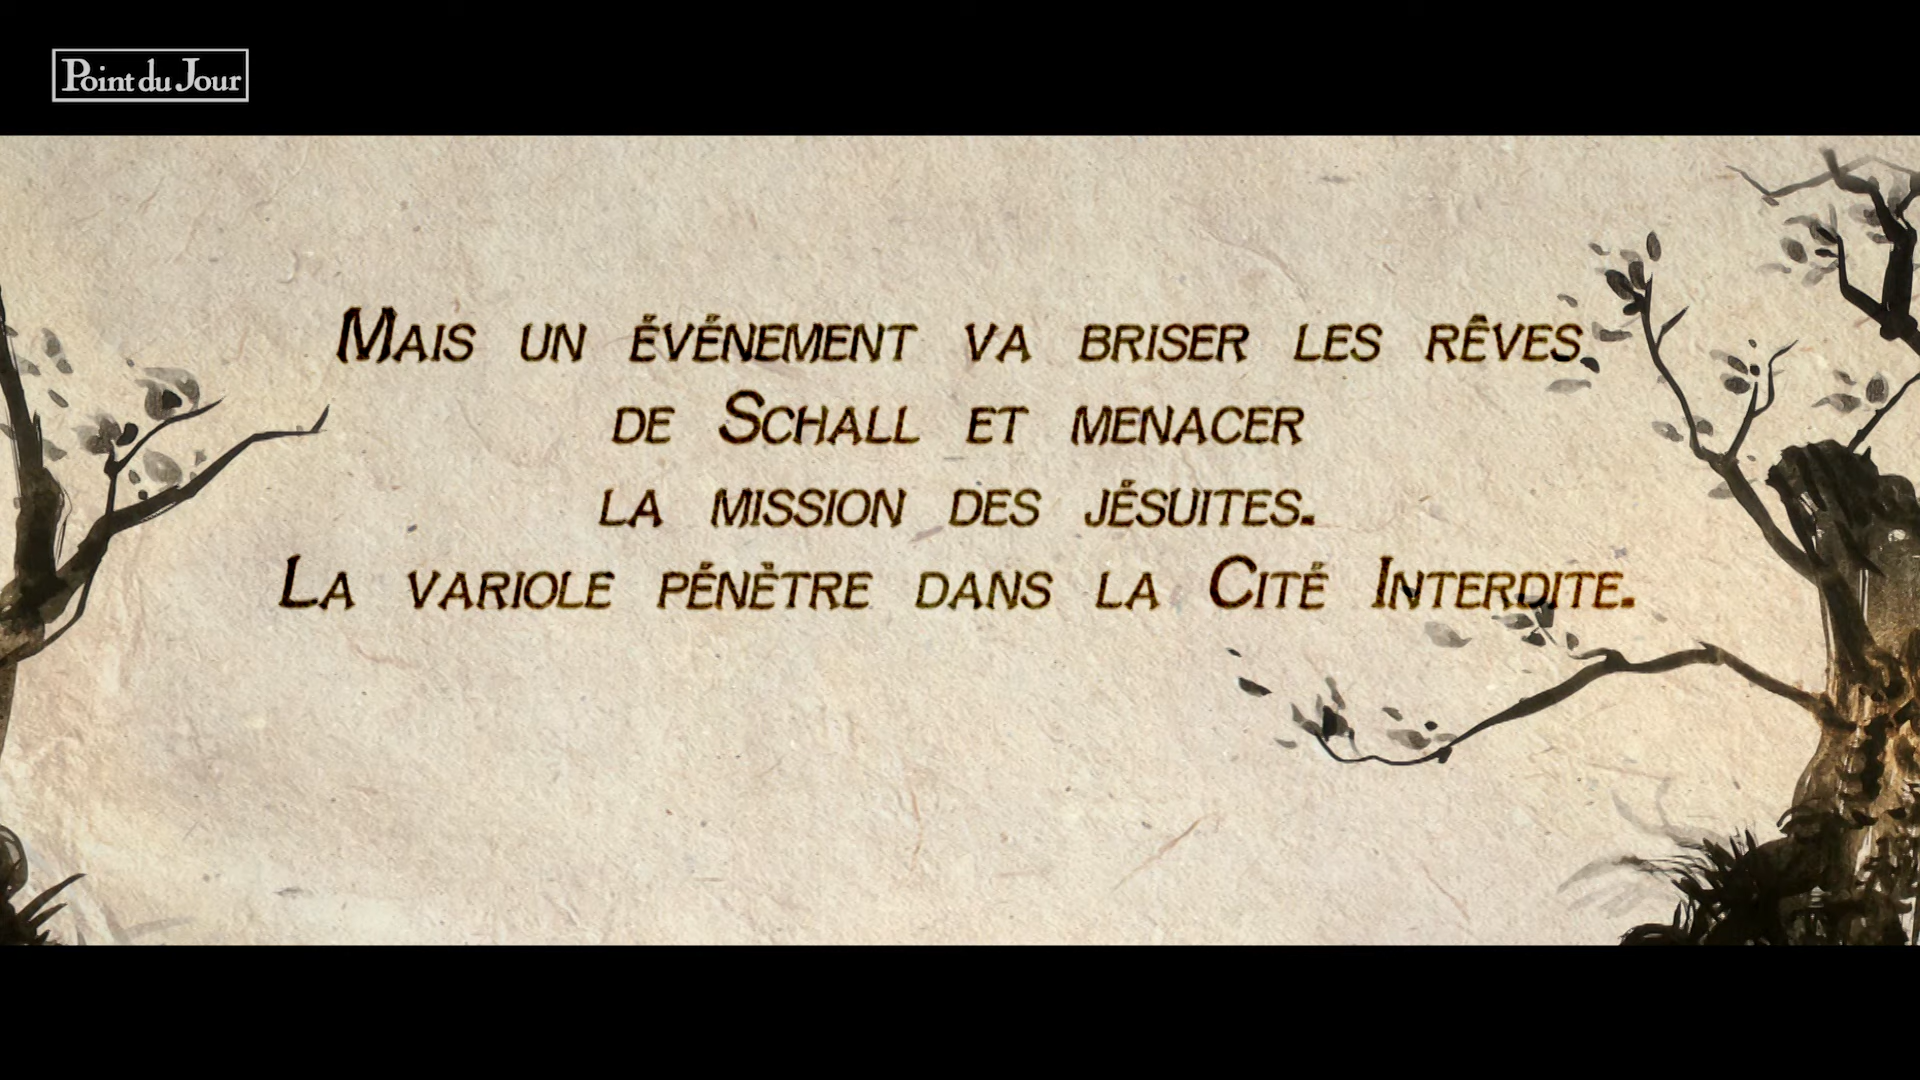 Point du Jour
Mais un événement va briser les rêves
de Schall et menacer
la mission des jésuites.
La variole pénètre dans la Cité Interdite.